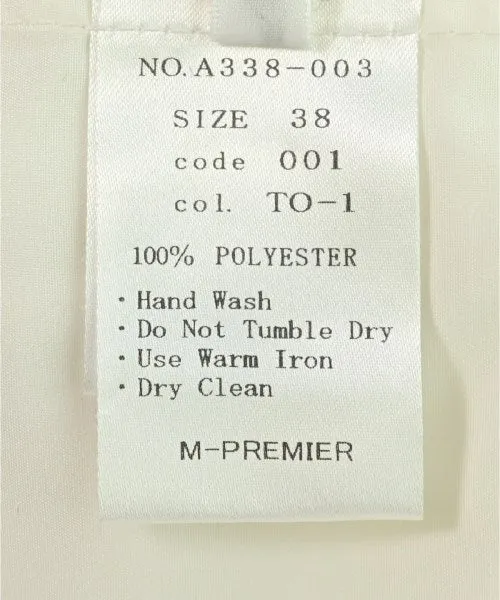 NO. A338-003
SIZE 38
code 001
col. TO-1
100% POLYESTER
・Hand Wash
・Do Not Tumble Dry
・Use Warm Iron
・Dry Clean
M-PREMIER